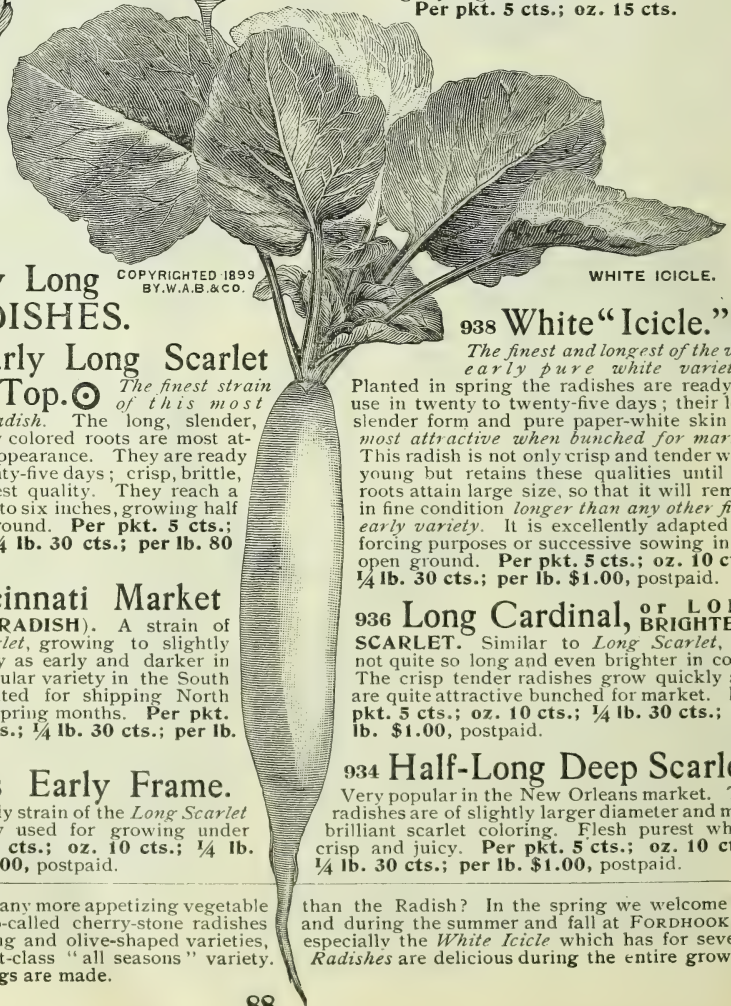 Per pkt. 5 cts.; oz. 15 cts.
Long
COPYRIGHTED 1899
BY.W.A.B.&CO.
DISHES.
rly Long Scarlet
Top. The finest strain
of this most
adish. The long, slender,
colored roots are most at-
ppearance. They are ready
ty-five days; crisp, brittle,
est quality. They reach a
to six inches, growing half
round. Per pkt. 5 cts.;
¼ lb. 30 cts.; per lb. 80
cinnati Market
RADISH). A strain of
rlet, growing to slightly
y as early and darker in
ular variety in the South
ted for shipping North
pring months. Per pkt.
s.; ¼ lb. 30 cts.; per lb.
s Early Frame.
ly strain of the Long Scarlet
y used for growing under
cts.; oz. 10 cts.; ¼ lb.
00, postpaid.
WHITE ICICLE.
938 White "Icicle."
The finest and longest of the
early pure white variet
Planted in spring the radishes are ready
use in twenty to twenty-five days; their l
slender form and pure paper-white skin
most attractive when bunched for mar
This radish is not only crisp and tender w
young but retains these qualities until
roots attain large size, so that it will rem
in fine condition longer than any other fi
early variety. It is excellently adapted
forcing purposes or successive sowing in
open ground. Per pkt. 5 cts.; oz. 10 c
¼ lb. 30 cts.; per lb. $1.00, postpaid.
936 Long Cardinal, or LO
BRIGHTE
SCARLET. Similar to Long Scarlet,
not quite so long and even brighter in co
The crisp tender radishes grow quickly
are quite attractive bunched for market.
pkt. 5 cts.; oz. 10 cts.; ¼ lb. 30 cts.;
lb. $1.00, postpaid.
934 Half-Long Deep Scarle
Very popular in the New Orleans market.
radishes are of slightly larger diameter and m
brilliant scarlet coloring. Flesh purest wh
crisp and juicy. Per pkt. 5 cts.; oz. 10 c
¼ lb. 30 cts.; per lb. $1.00, postpaid.
any more appetizing vegetable than the Radish? In the spring we welcome
o-called cherry-stone radishes and during the summer and fall at FORDHOOK
ng and olive-shaped varieties, especially the White Icicle which has for seve
t-class "all seasons" variety. Radishes are delicious during the entire grow
gs are made.
88